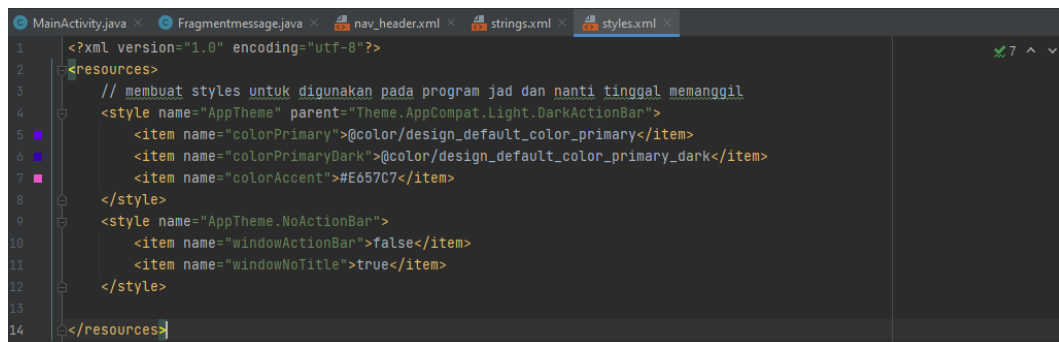 MainActivity.java × Fragmentmessage.java × nav_header.xml × strings.xml × styles.xml ×
1 <?xml version="1.0" encoding="utf-8"?> 7
2 <resources>
3 // membuat styles untuk digunakan pada program jad dan nanti tinggal memanggil
4 <style name="AppTheme" parent="Theme.AppCompat.Light.DarkActionBar">
5 <item name="colorPrimary">@color/design_default_color_primary</item>
6 <item name="colorPrimaryDark">@color/design_default_color_primary_dark</item>
7 <item name="colorAccent">#E657C7</item>
8 </style>
9 <style name="AppTheme.NoActionBar">
10 <item name="windowActionBar">false</item>
11 <item name="windowNoTitle">true</item>
12 </style>
13
14 </resources>